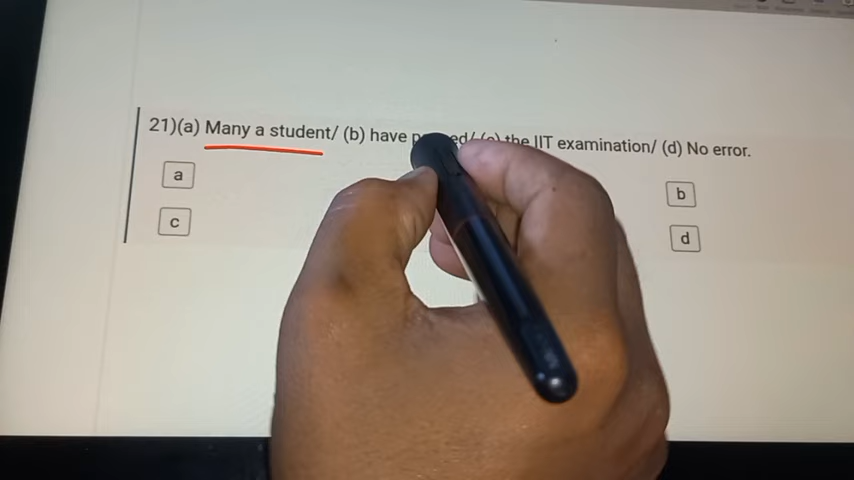 21)(a) Many a student/ (b) have the IIT examination/ (d) No error.
a
b
c
d